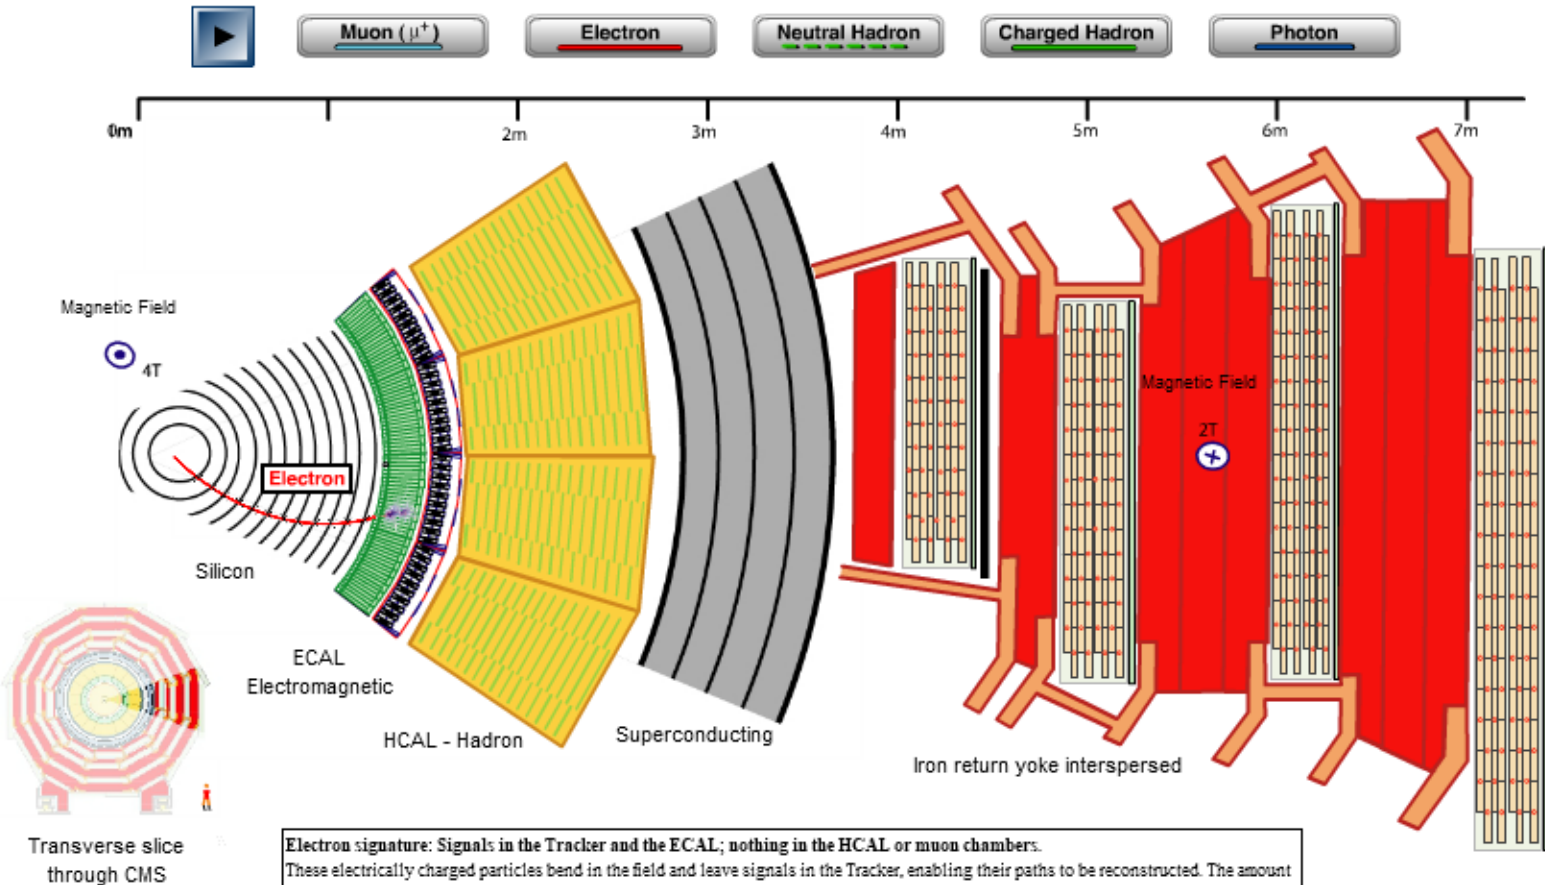 Muon (μ+)
Electron
Neutral Hadron
Charged Hadron
Photon
0m
2m
3m
4m
5m
6m
7m
Magnetic Field
4T
Electron
Silicon
ECAL
Electromagnetic
HCAL - Hadron
Superconducting
Magnetic Field
2T
Iron return yoke interspersed
Transverse slice
through CMS
Electron signature: Signals in the Tracker and the ECAL; nothing in the HCAL or muon chambers.
These electrically charged particles bend in the field and leave signals in the Tracker, enabling their paths to be reconstructed. The amount